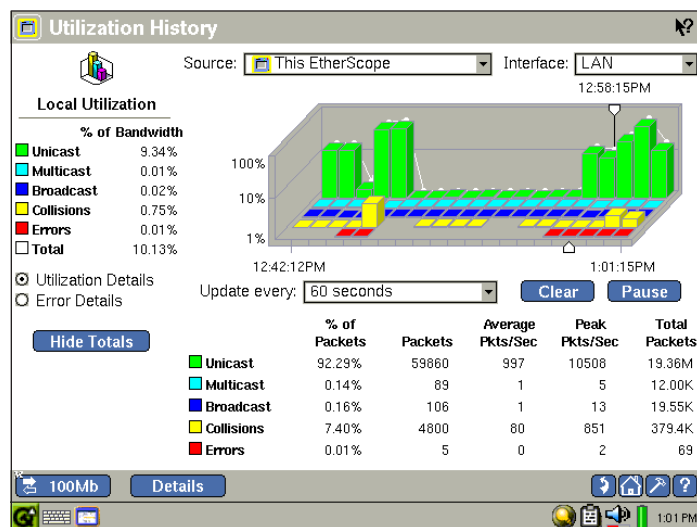 Utilization History
Source: This EtherScope Interface: LAN
Local Utilization
12:58:15PM
% of Bandwidth
Unicast 9.34%
Multicast 0.01%
Broadcast 0.02%
Collisions 0.75%
Errors 0.01%
Total 10.13%
100%
10%
1%
12:42:12PM 1:01:15PM
Utilization Details
Error Details
Update every: 60 seconds Clear Pause
Hide Totals
% of Packets Packets Average Pkts/Sec Peak Pkts/Sec Total Packets
Unicast 92.29% 59860 997 10508 19.36M
Multicast 0.14% 89 1 5 12.00K
Broadcast 0.16% 106 1 13 19.55K
Collisions 7.40% 4800 80 851 379.4K
Errors 0.01% 5 0 2 69
100Mb Details ?
1:01 PM